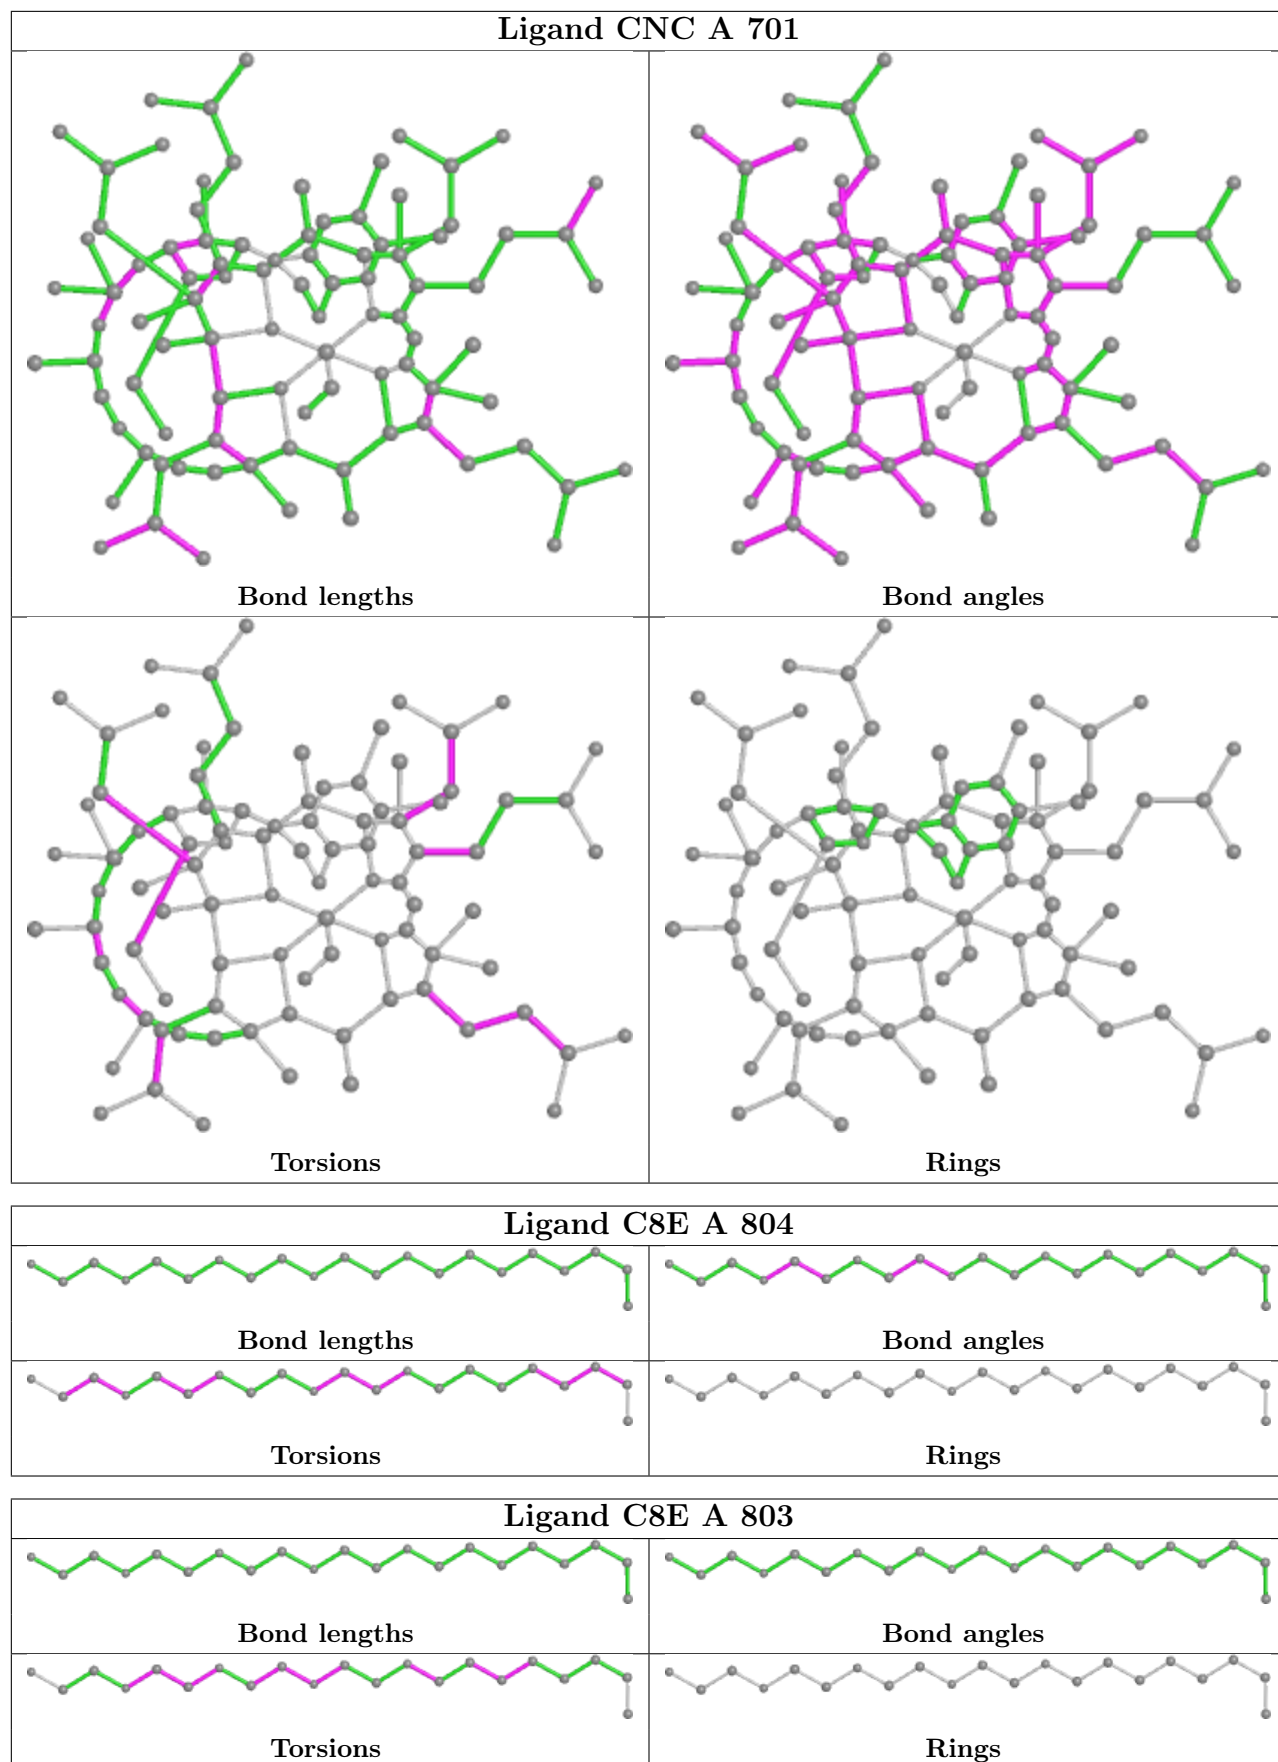 Ligand CNC A 701
Bond lengths
Bond angles
Torsions
Rings
Ligand C8E A 804
Bond lengths
Bond angles
Torsions
Rings
Ligand C8E A 803
Bond lengths
Bond angles
Torsions
Rings